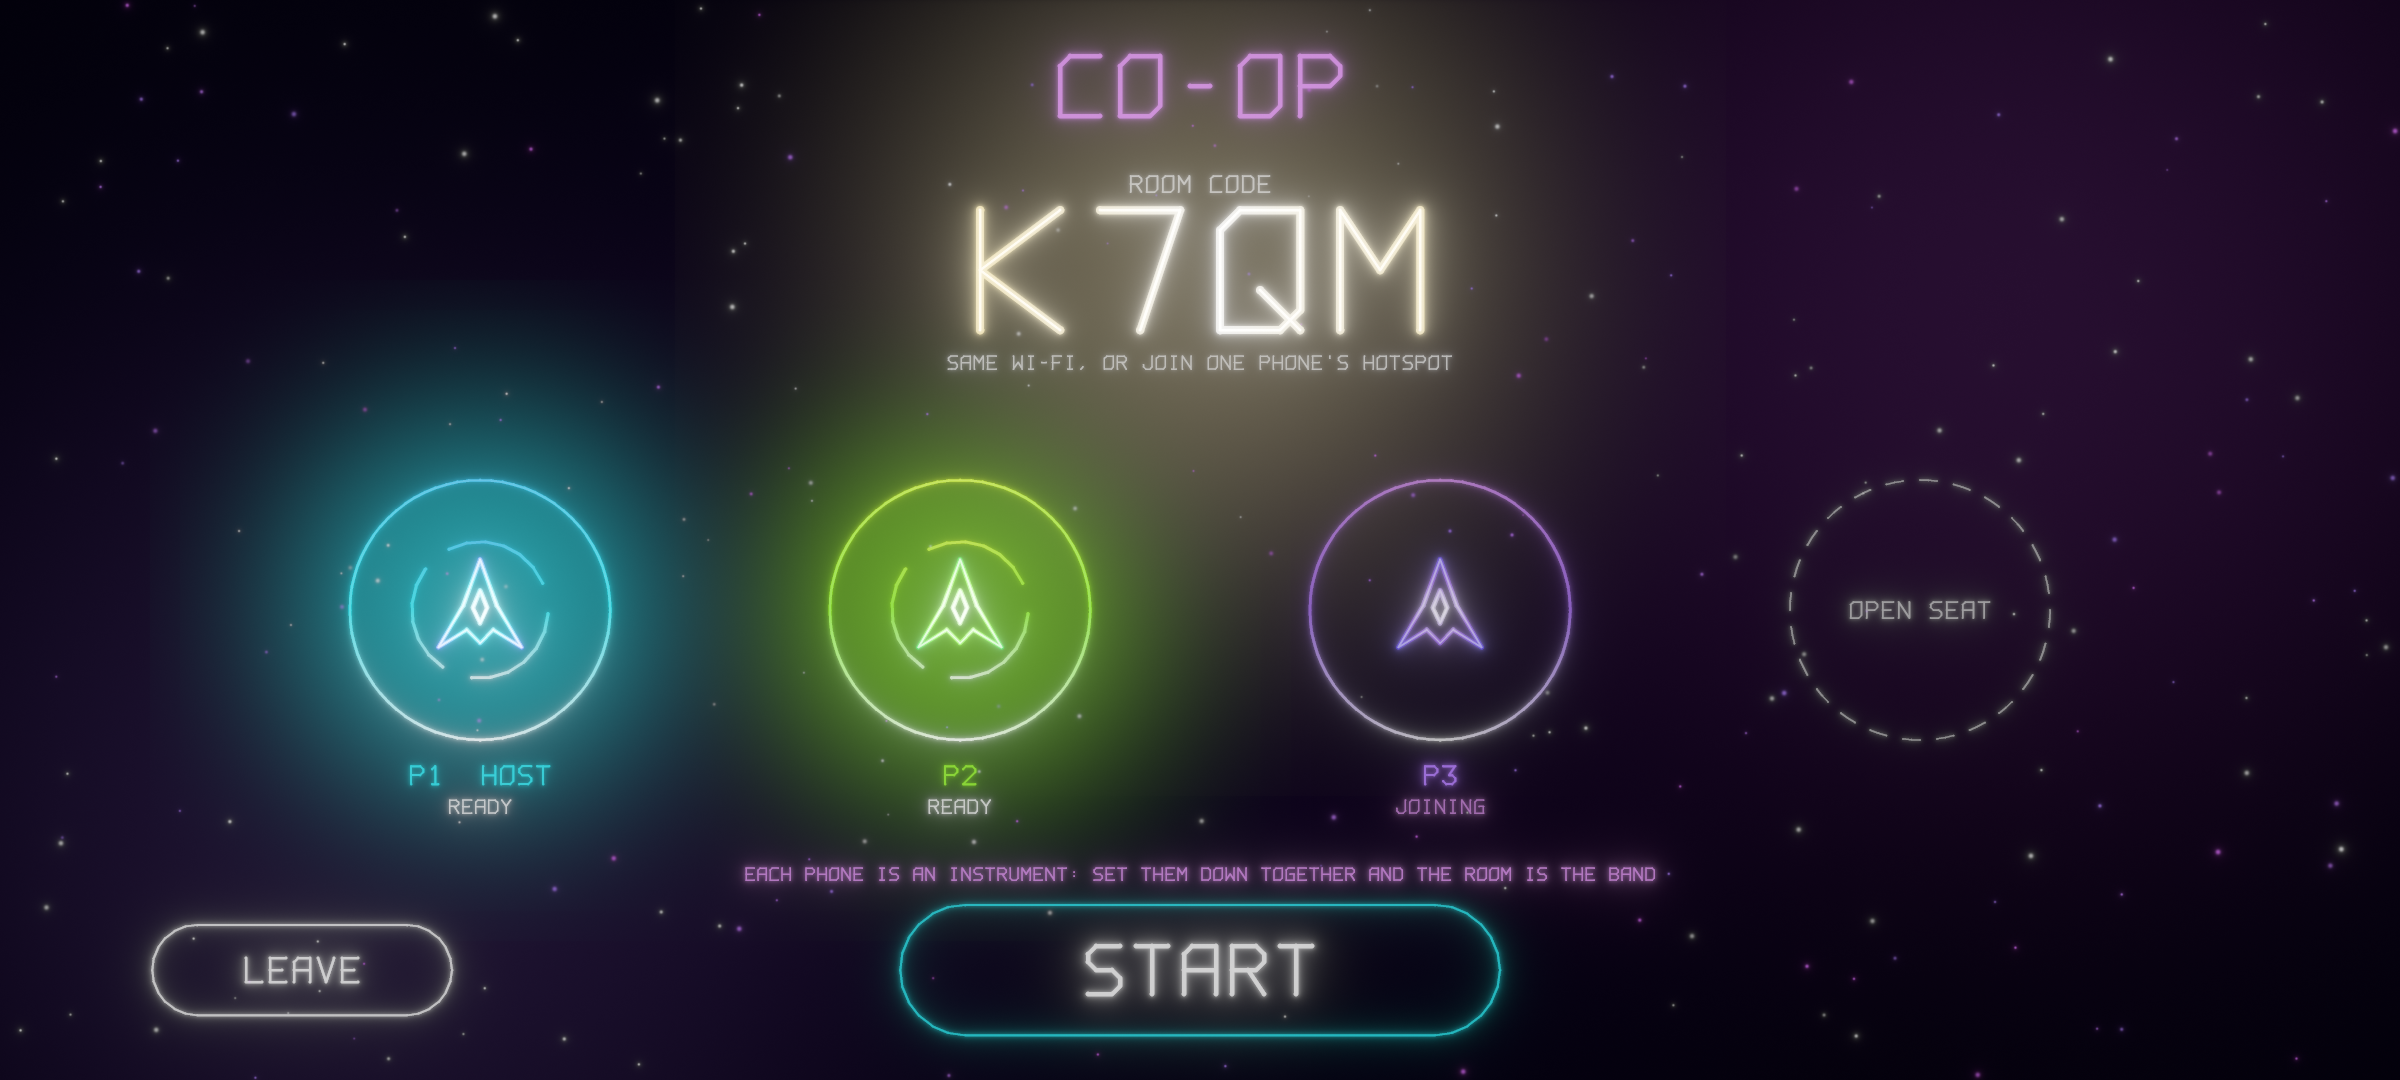 CO-OP
ROOM CODE
K7QM
SAME WI-FI, OR JOIN ONE PHONE'S HOTSPOT
OPEN SEAT
P1 HOST
READY
P2
READY
P3
JOINING
EACH PHONE IS AN INSTRUMENT: SET THEM DOWN TOGETHER AND THE ROOM IS THE BAND
LEAVE
START